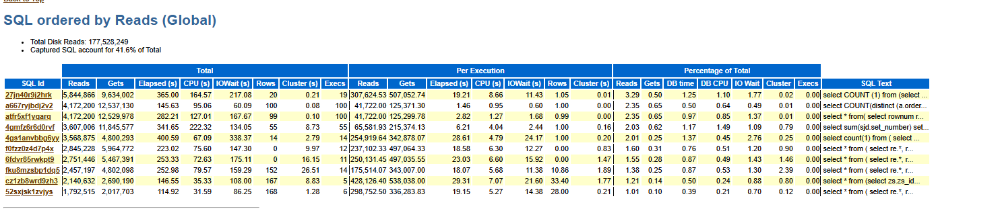 Back to Top
SQL ordered by Reads (Global)
Total Disk Reads: 177,528,249
Captured SQL account for 41.6% of Total
Total Per Execution Percentage of Total
SQL Id Reads Gets Elapsed (s) CPU (s) IOWait (s) Rows Cluster (s) Execs Reads Gets Elapsed (s) CPU (s) IOWait (s) Rows Cluster (s) Reads Gets DB time DB CPU IO Wait Cluster Execs SQL Text
27jn40r9j2hrk 5,844,866 9,634,002 365.00 164.57 217.08 20 0.21 19 307,624.53 507,052.74 19.21 8.66 11.43 1.05 0.01 3.29 0.50 1.25 1.10 1.77 0.02 0.00 select COUNT (1) from (select ...
a667ryjbdj2v2 4,172,200 12,537,130 145.63 95.06 60.09 100 0.08 100 41,722.00 125,371.30 1.46 0.95 0.60 1.00 0.00 2.35 0.65 0.50 0.64 0.49 0.01 0.00 select COUNT(distinct (a.order...
atfr5xf1yqarq 4,172,200 12,529,978 282.21 127.01 167.67 99 0.10 100 41,722.00 125,299.78 2.82 1.27 1.68 0.99 0.00 2.35 0.65 0.97 0.85 1.37 0.01 0.00 select * from( select rownum r...
4gmfz6r6d0rvf 3,607,006 11,845,577 341.65 222.32 134.05 55 8.73 55 65,581.93 215,374.13 6.21 4.04 2.44 1.00 0.16 2.03 0.62 1.17 1.49 1.09 0.79 0.00 select sum(sjd.set_number) set...
4gs1anvbbg6yy 3,568,875 4,800,293 400.59 67.09 338.37 14 2.79 14 254,919.64 342,878.07 28.61 4.79 24.17 1.00 0.20 2.01 0.25 1.37 0.45 2.76 0.25 0.00 select count(1) from ( select ...
f0fzz0z4d7p4x 2,845,228 5,964,772 223.02 75.60 147.30 0 9.97 12 237,102.33 497,064.33 18.58 6.30 12.27 0.00 0.83 1.60 0.31 0.76 0.51 1.20 0.90 0.00 select * from ( select re.*, r...
6fdvr85rwkpt9 2,751,446 5,467,391 253.33 72.63 175.11 0 16.15 11 250,131.45 497,035.55 23.03 6.60 15.92 0.00 1.47 1.55 0.28 0.87 0.49 1.43 1.46 0.00 select * from ( select re.*, r...
fku8mzsbp1dq5 2,457,197 4,802,098 252.98 79.57 159.29 152 26.51 14 175,514.07 343,007.00 18.07 5.68 11.38 10.86 1.89 1.38 0.25 0.87 0.53 1.30 2.39 0.00 select * from ( select re.*, r...
cz1zb8wrd9zh3 2,140,632 2,690,190 146.55 35.33 108.00 167 8.83 5 428,126.40 538,038.00 29.31 7.07 21.60 33.40 1.77 1.21 0.14 0.50 0.24 0.88 0.80 0.00 select * from (select zs.zs_id...
52sxjsk1zvjys 1,792,515 2,017,703 114.92 31.59 86.25 168 1.28 6 298,752.50 336,283.83 19.15 5.27 14.38 28.00 0.21 1.01 0.10 0.39 0.21 0.70 0.12 0.00 select * from ( select re.*, r...